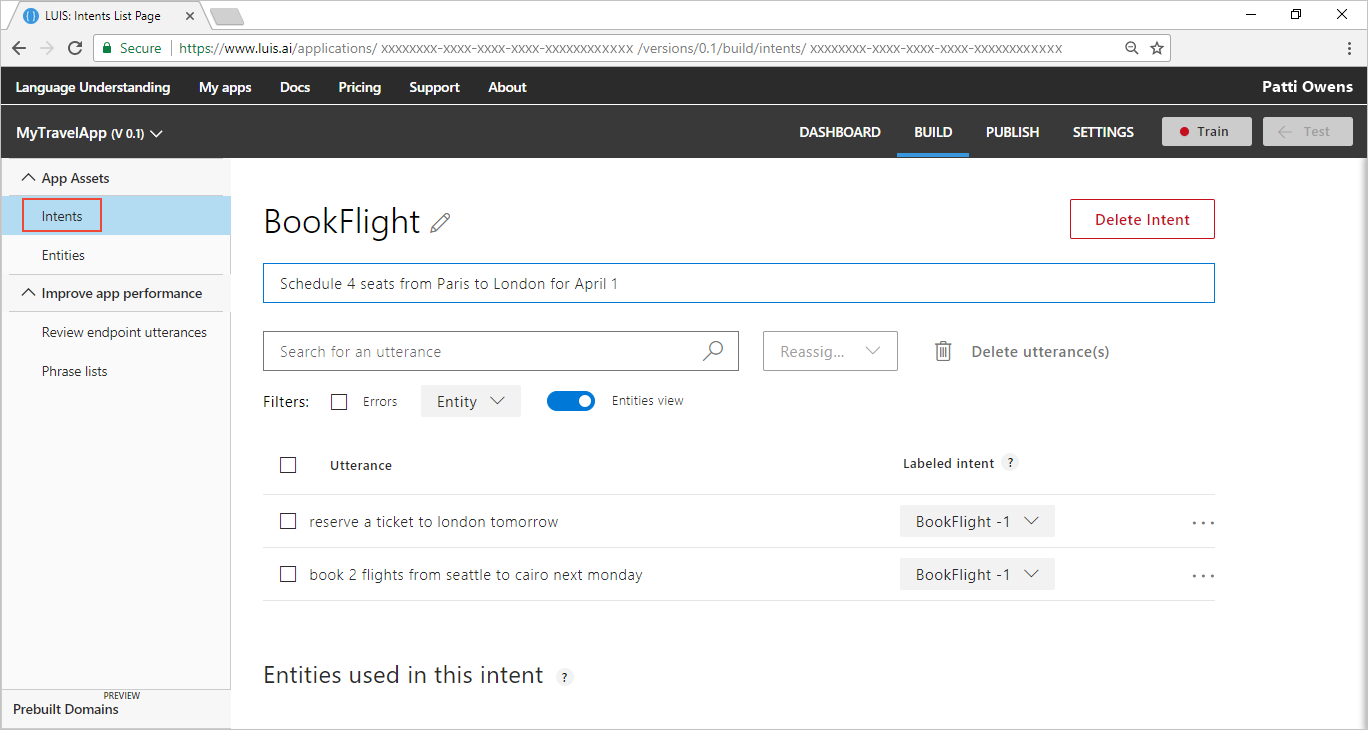 LUIS: Intents List Page
Secure https://www.luis.ai/applications/ xxxxxxxx-xxxx-xxxx-xxxx-xxxxxxxxxxxx /versions/0.1/build/intents/ xxxxxxxx-xxxx-xxxx-xxxx-xxxxxxxxxxxx
Language Understanding My apps Docs Pricing Support About Patti Owens
MyTravelApp (V 0.1) DASHBOARD BUILD PUBLISH SETTINGS Train Test
App Assets
Intents
Entities
Improve app performance
Review endpoint utterances
Phrase lists
PREVIEW
Prebuilt Domains
BookFlight Delete Intent
Schedule 4 seats from Paris to London for April 1
Search for an utterance Reassig... Delete utterance(s)
Filters: Errors Entity Entities view
Utterance Labeled intent ?
reserve a ticket to london tomorrow BookFlight -1 ...
book 2 flights from seattle to cairo next monday BookFlight -1 ...
Entities used in this intent ?